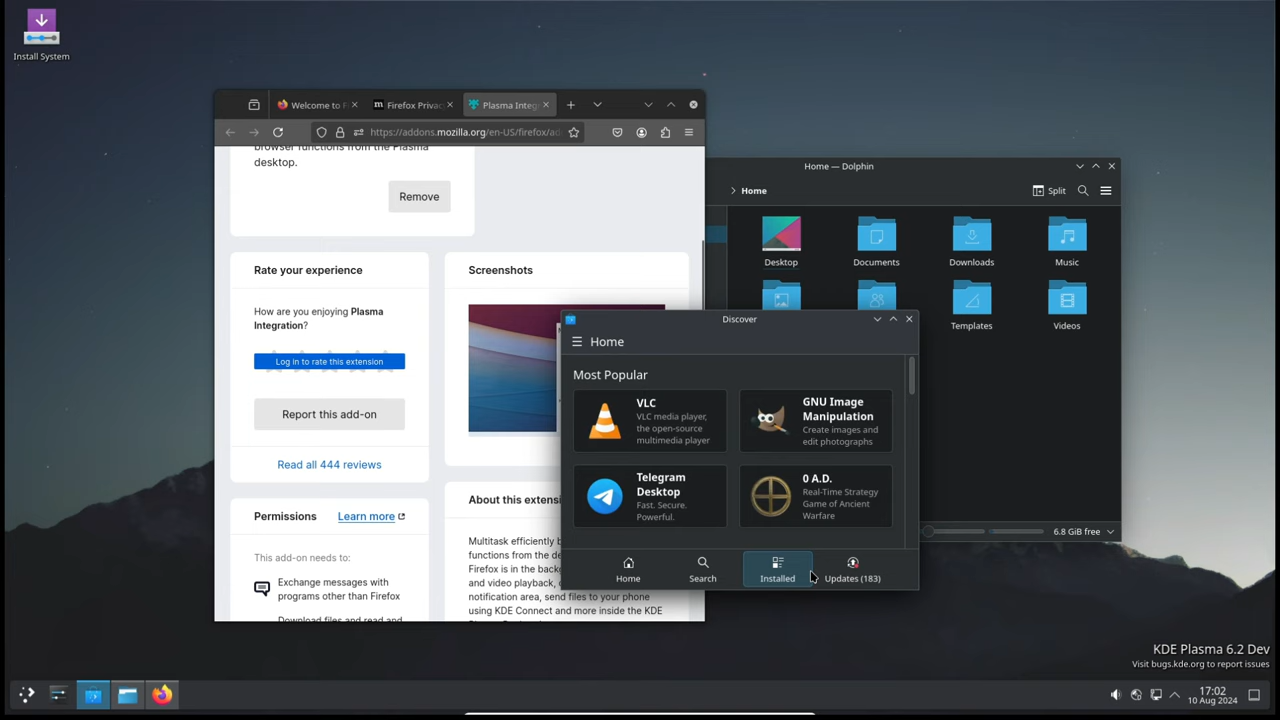 Install System
Welcome to F
Firefox Privac
Plasma Integ
https://addons.mozilla.org/en-US/firefox/ad
browser functions from the Plasma
desktop.
Remove
Rate your experience
How are you enjoying Plasma
Integration?
Log in to rate this extension
Report this add-on
Read all 444 reviews
Permissions
Learn more
This add-on needs to:
Exchange messages with
programs other than Firefox
Download files and read and
Screenshots
About this extensi
Multitask efficiently b
functions from the de
Firefox is in the backg
and video playback, c
notification area, send files to your phone
using KDE Connect and more inside the KDE
Home — Dolphin
Home
Split
Desktop
Documents
Downloads
Music
Templates
Videos
6.8 GiB free
Discover
Home
Most Popular
VLC
VLC media player,
the open-source
multimedia player
GNU Image
Manipulation
Create images and
edit photographs
Telegram
Desktop
Fast. Secure.
Powerful.
0 A.D.
Real-Time Strategy
Game of Ancient
Warfare
Home
Search
Installed
Updates (183)
KDE Plasma 6.2 Dev
Visit bugs.kde.org to report issues
17:02
10 Aug 2024